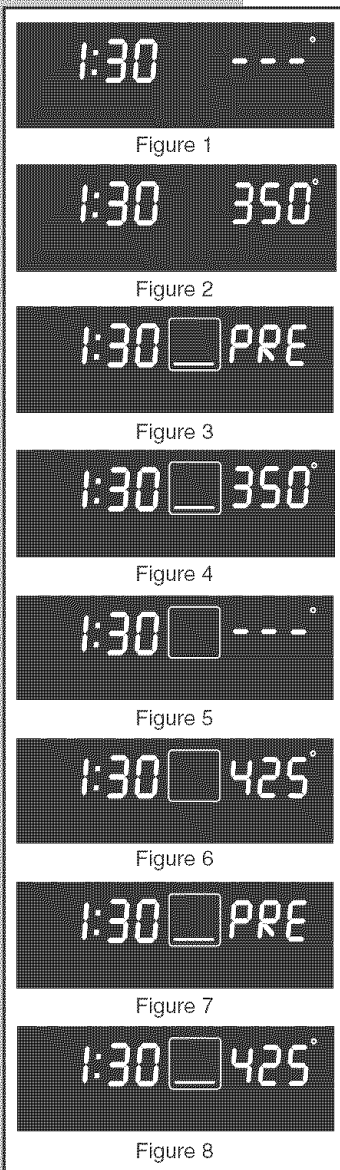 1:30 ---°
Figure 1
1:30 350°
Figure 2
1:30 PRE
Figure 3
1:30 350°
Figure 4
1:30 ---°
Figure 5
1:30 425°
Figure 6
1:30 PRE
Figure 7
1:30 425°
Figure 8